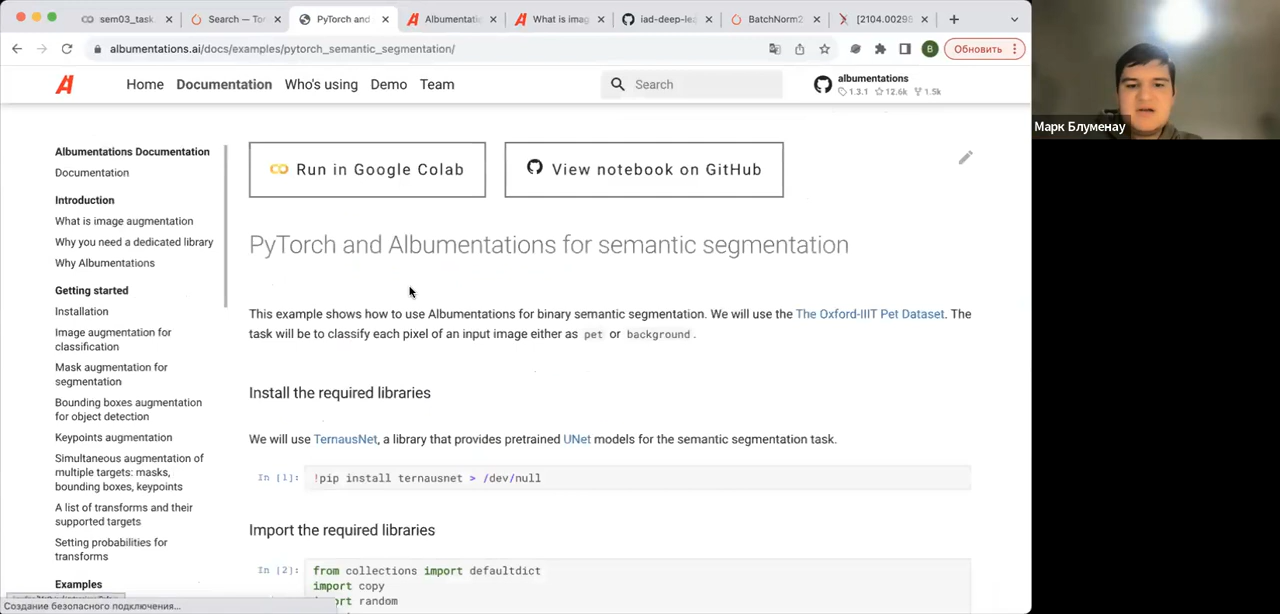 sem03_task
Search — Tor
PyTorch and
Albumentatio
What is imag
iad-deep-lea
BatchNorm2
[2104.0029
albumentations.ai/docs/examples/pytorch_semantic_segmentation/
B
Обновить
Home
Documentation
Who's using
Demo
Team
Search
albumentations
1.3.1
12.6k
1.5k
Марк Блуменау
Albumentations Documentation
Documentation
Introduction
What is image augmentation
Why you need a dedicated library
Why Albumentations
Getting started
Installation
Image augmentation for
classification
Mask augmentation for
segmentation
Bounding boxes augmentation
for object detection
Keypoints augmentation
Simultaneous augmentation of
multiple targets: masks,
bounding boxes, keypoints
A list of transforms and their
supported targets
Setting probabilities for
transforms
Examples
Run in Google Colab
View notebook on GitHub
PyTorch and Albumentations for semantic segmentation
This example shows how to use Albumentations for binary semantic segmentation. We will use the The Oxford-IIIT Pet Dataset. The
task will be to classify each pixel of an input image either as pet or background.
Install the required libraries
We will use TernausNet, a library that provides pretrained UNet models for the semantic segmentation task.
In [1]: !pip install ternausnet > /dev/null
Import the required libraries
In [2]: from collections import defaultdict
import copy
import random
Создание безопасного подключения...